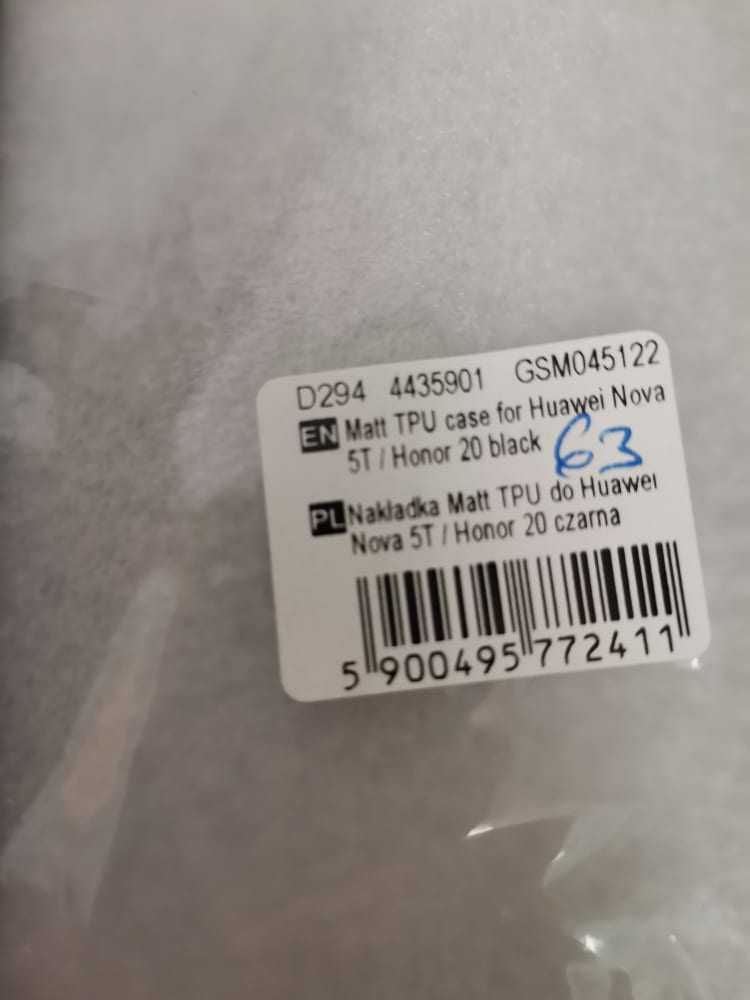 D294 4435901 GSM045122
EN Matt TPU case for Huawei Nova
5T / Honor 20 black 63
PL Nakładka Matt TPU do Huawei
Nova 5T / Honor 20 czarna
5 900495 772411